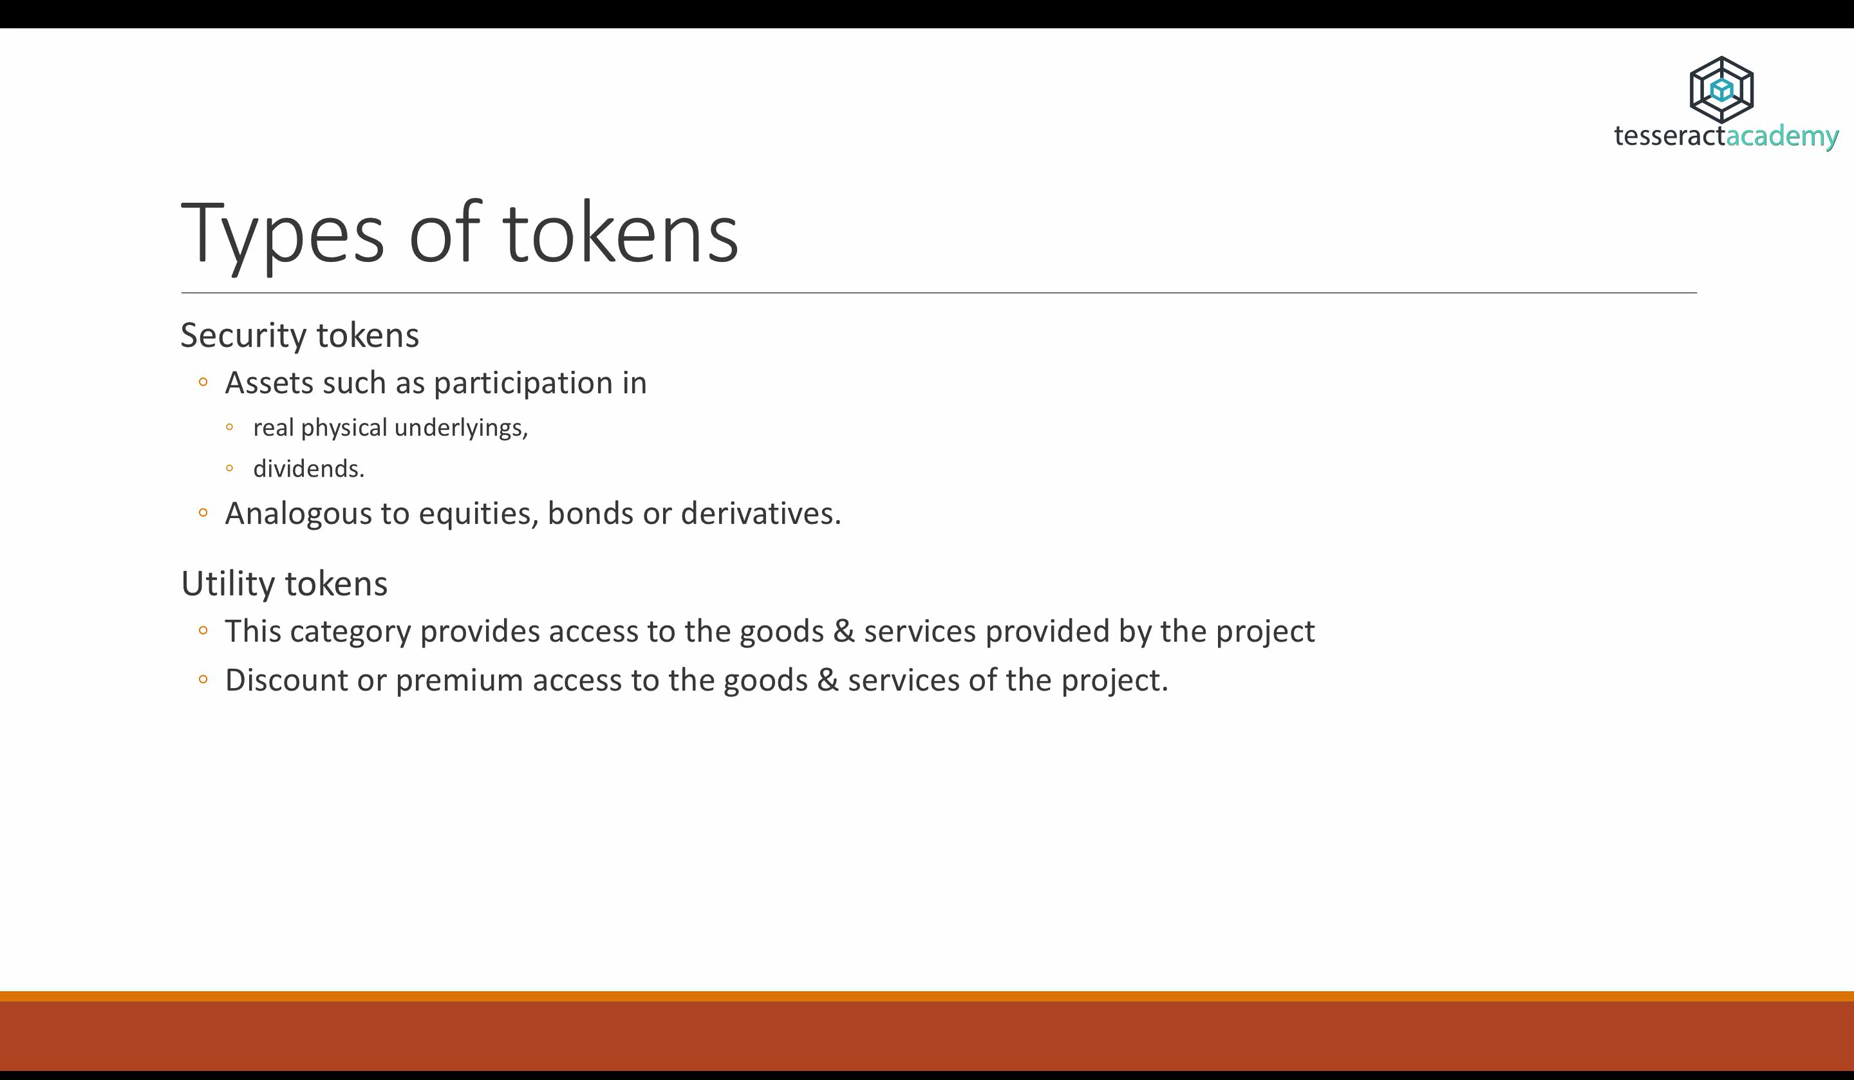 tesseractacademy
Types of tokens
Security tokens
◦ Assets such as participation in
◦ real physical underlyings,
◦ dividends.
◦ Analogous to equities, bonds or derivatives.
Utility tokens
◦ This category provides access to the goods & services provided by the project
◦ Discount or premium access to the goods & services of the project.